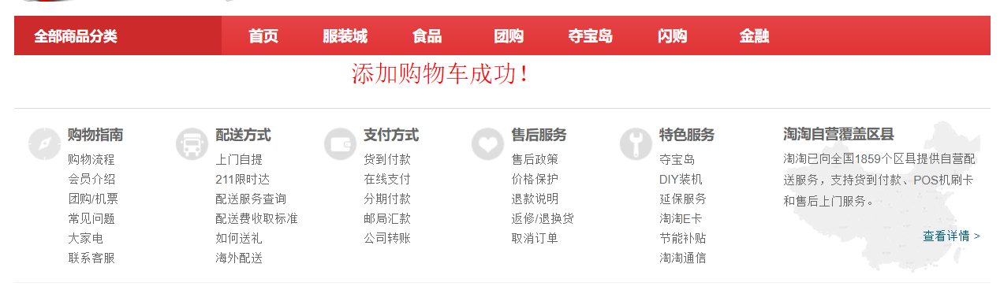 全部商品分类 首页 服装城 食品 团购 夺宝岛 闪购 金融
添加购物车成功！
购物指南
购物流程
会员介绍
团购/机票
常见问题
大家电
联系客服
配送方式
上门自提
211限时达
配送服务查询
配送费收取标准
如何送礼
海外配送
支付方式
货到付款
在线支付
分期付款
邮局汇款
公司转账
售后服务
售后政策
价格保护
退款说明
返修/退换货
取消订单
特色服务
夺宝岛
DIY装机
延保服务
淘淘E卡
节能补贴
淘淘通信
淘淘自营覆盖区县
淘淘已向全国1859个区县提供自营配
送服务，支持货到付款、POS机刷卡
和售后上门服务。
查看详情 >